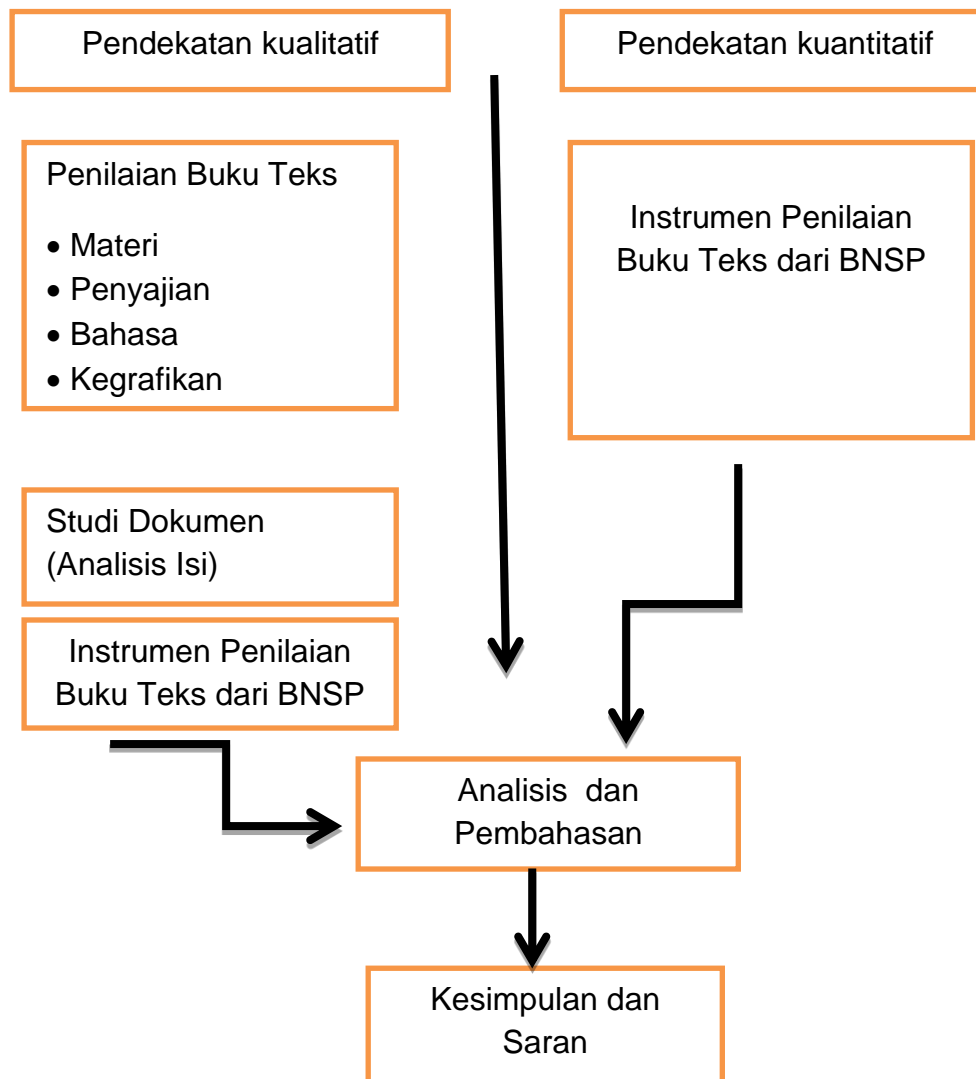 Pendekatan kualitatif
Pendekatan kuantitatif
Penilaian Buku Teks
• Materi
• Penyajian
• Bahasa
• Kegrafikan
Instrumen Penilaian
Buku Teks dari BNSP
Studi Dokumen
(Analisis Isi)
Instrumen Penilaian
Buku Teks dari BNSP
Analisis dan
Pembahasan
Kesimpulan dan
Saran